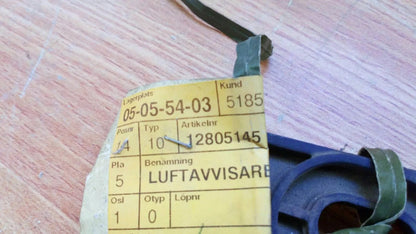 Lagerplats Kund
05-05-54-03 5185
Posnr Typ Artikelnr
4 10 12805145
Pla Benämning
5 LUFTAVVISARE
Osl Otyp Löpnr
1 0